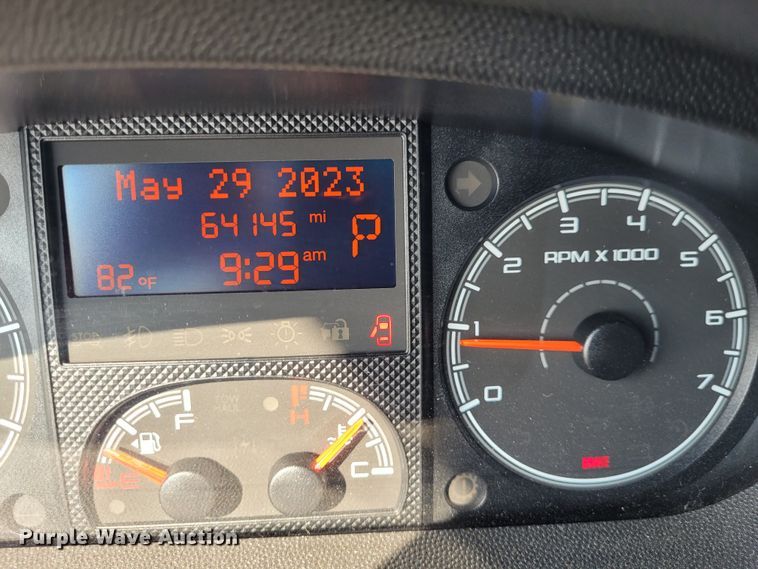 May 29 2023
64145 mi
P
9:29 am
82°F
RPM X 1000
0
1
2
3
4
5
6
7
F
E
H
C
Purple Wave Auction